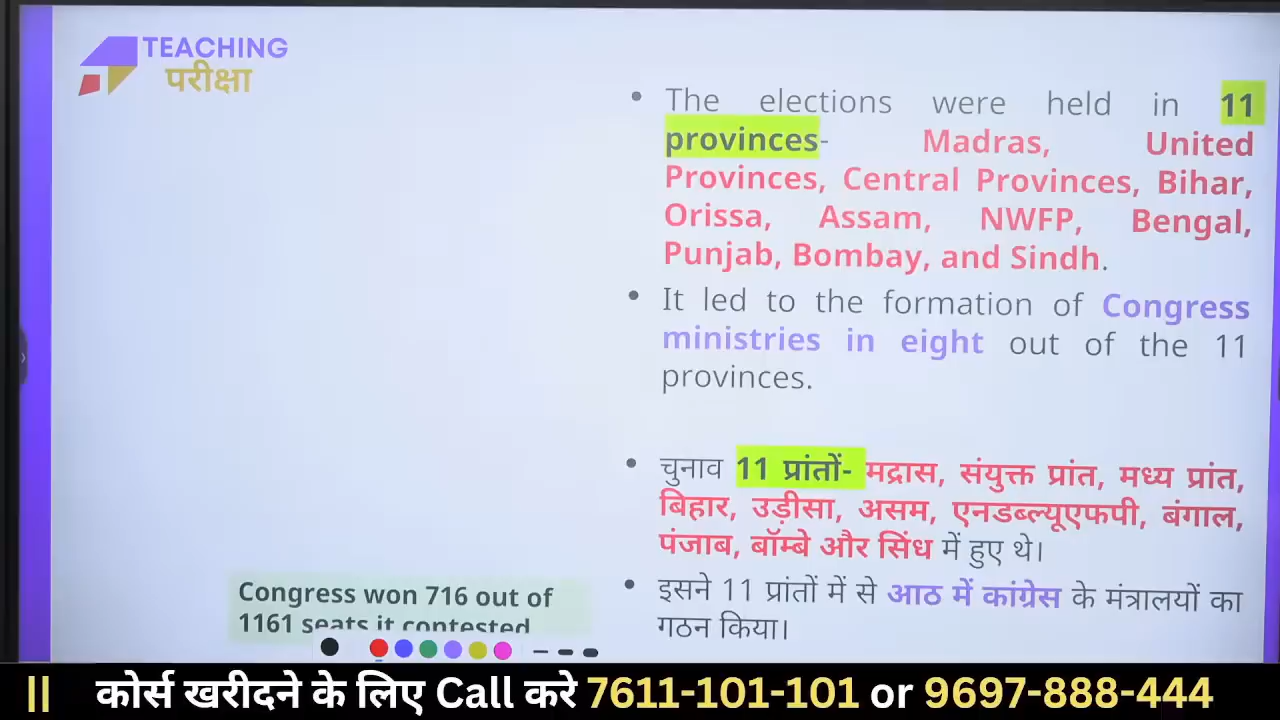 TEACHING
परीक्षा
The elections were held in 11
provinces- Madras, United
Provinces, Central Provinces, Bihar,
Orissa, Assam, NWFP, Bengal,
Punjab, Bombay, and Sindh.
It led to the formation of Congress
ministries in eight out of the 11
provinces.
चुनाव 11 प्रांतों- मद्रास, संयुक्त प्रांत, मध्य प्रांत,
बिहार, उड़ीसा, असम, एनडब्ल्यूएफपी, बंगाल,
पंजाब, बॉम्बे और सिंध में हुए थे।
इसने 11 प्रांतों में से आठ में कांग्रेस के मंत्रालयों का
गठन किया।
Congress won 716 out of
1161 seats it contested
|| कोर्स खरीदने के लिए Call करे 7611-101-101 or 9697-888-444